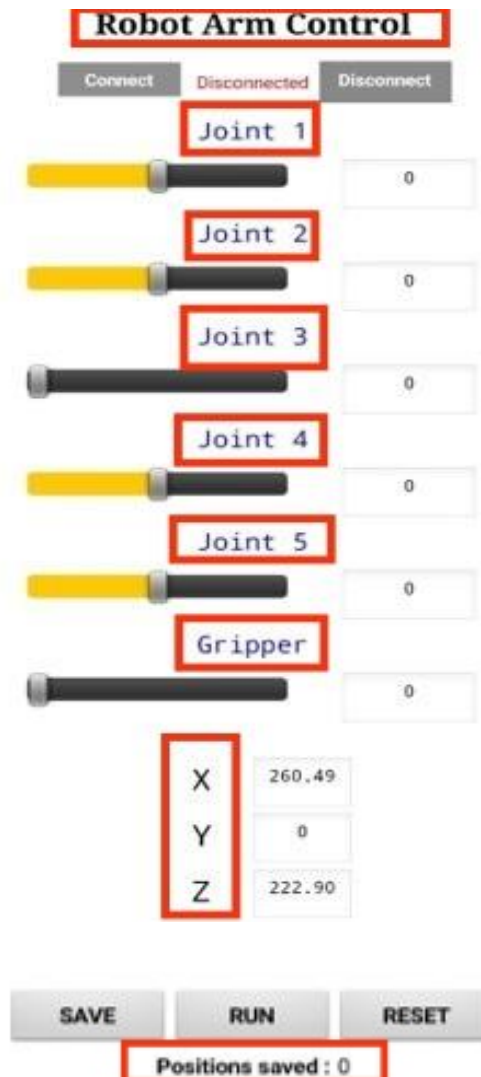 Robot Arm Control
Connect Disconnected Disconnect
Joint 1
0
Joint 2
0
Joint 3
0
Joint 4
0
Joint 5
0
Gripper
0
X 260.49
Y 0
Z 222.90
SAVE RUN RESET
Positions saved : 0